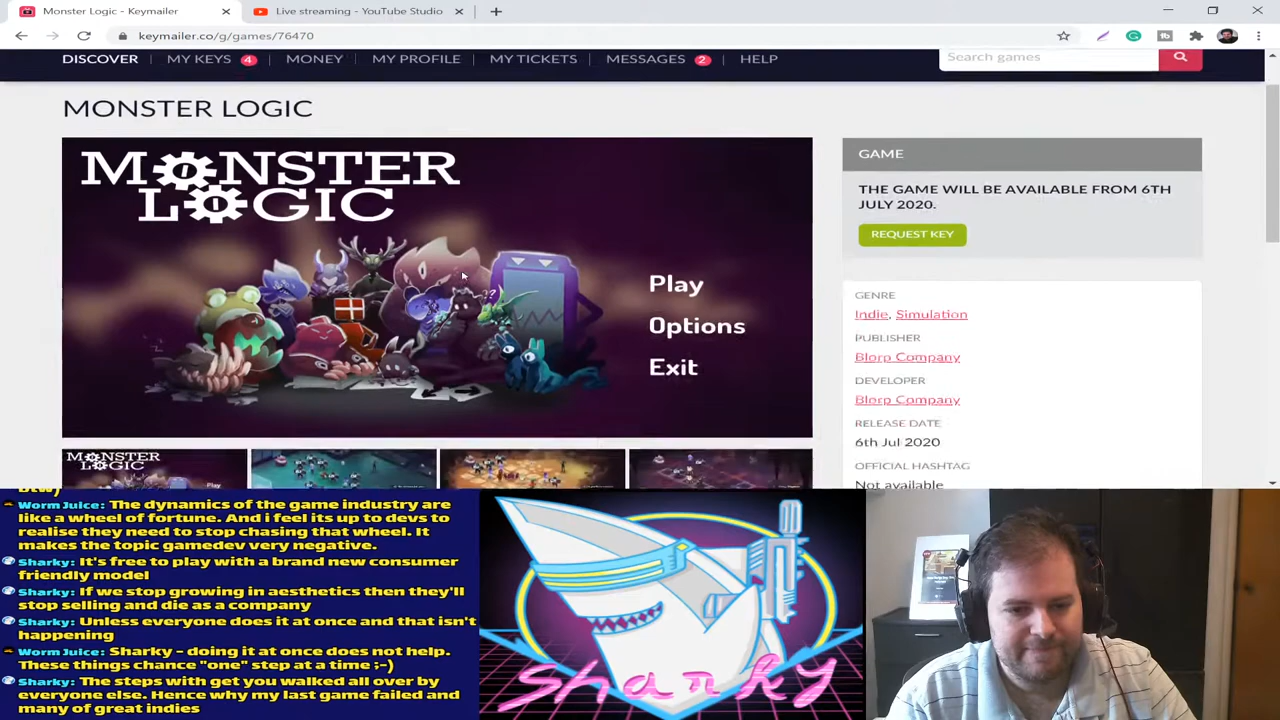 Monster Logic - Keymailer
Live streaming - YouTube Studio
keymailer.co/g/games/76470
DISCOVER
MY KEYS 4
MONEY
MY PROFILE
MY TICKETS
MESSAGES 2
HELP
Search games
MONSTER LOGIC
MONSTER
LOGIC
Play
Options
Exit
GAME
THE GAME WILL BE AVAILABLE FROM 6TH
JULY 2020.
REQUEST KEY
GENRE
Indie, Simulation
PUBLISHER
Blorp Company
DEVELOPER
Blorp Company
RELEASE DATE
6th Jul 2020
OFFICIAL HASHTAG
Not available
MONSTER
LOGIC
Play
btw)
Worm Juice: The dynamics of the game industry are
like a wheel of fortune. And i feel its up to devs to
realise they need to stop chasing that wheel. It
makes the topic gamedev very negative.
Sharky: It's free to play with a brand new consumer
friendly model
Sharky: If we stop growing in aesthetics then they'll
stop selling and die as a company
Sharky: Unless everyone does it at once and that isn't
happening
Worm Juice: Sharky - doing it at once does not help.
These things chance "one" step at a time ;-)
Sharky: The steps with get you walked all over by
everyone else. Hence why my last game failed and
many of great indies
Sharky